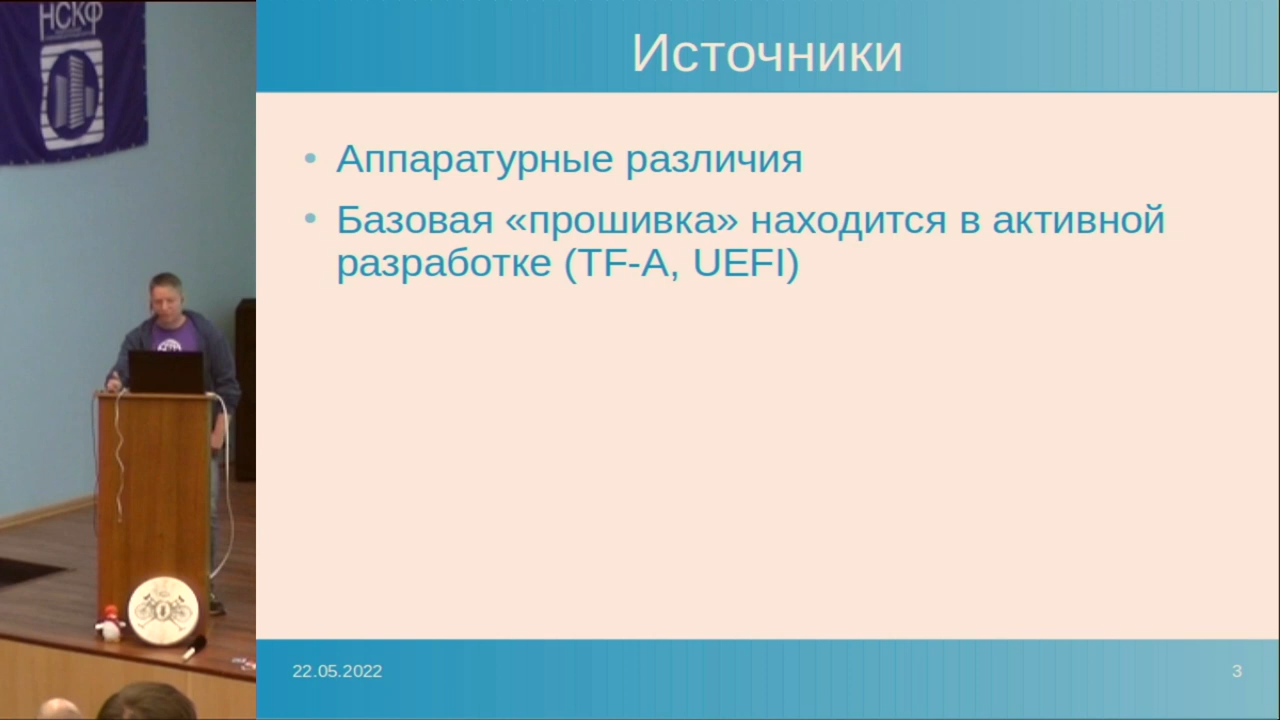 НСКФ
Источники
• Аппаратурные различия
• Базовая «прошивка» находится в активной
разработке (TF-A, UEFI)
22.05.2022
3